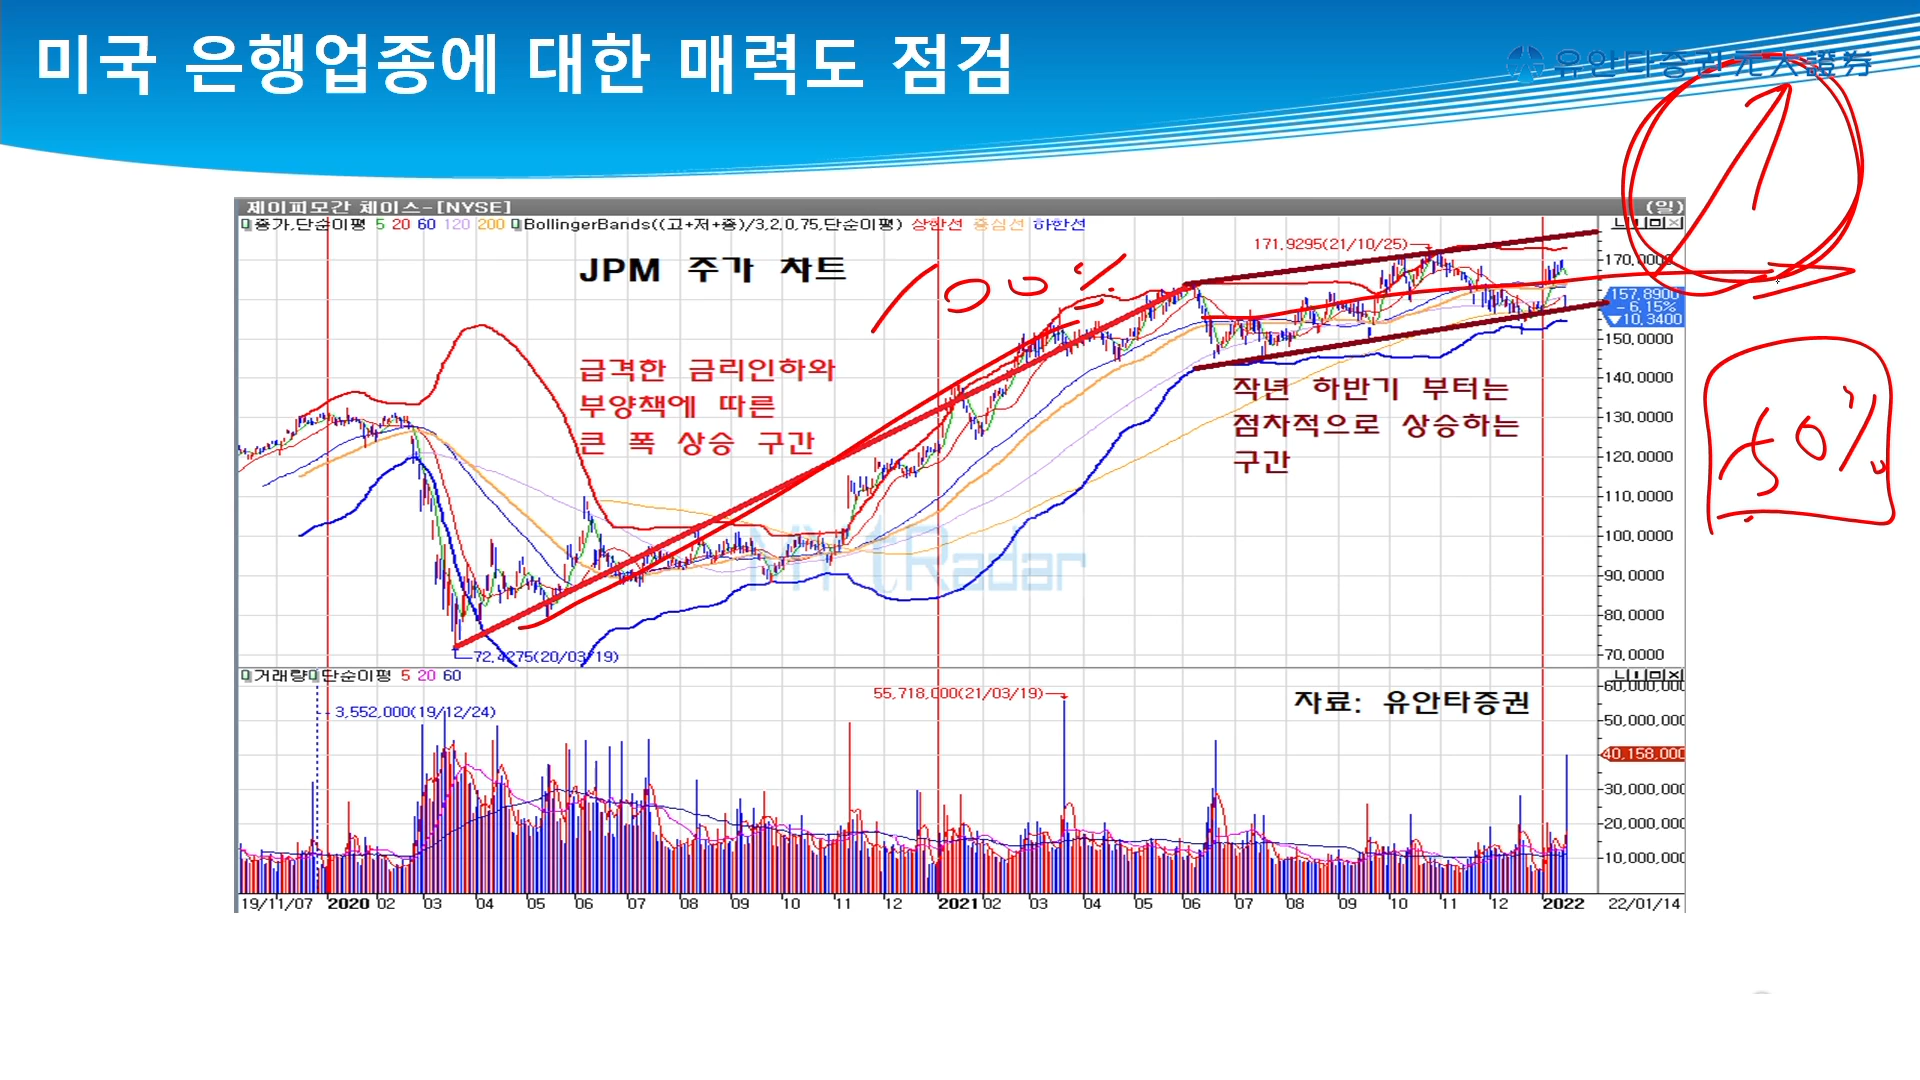 미국 은행업종에 대한 매력도 점검
유안타증권 元大證券
제이피모간 체이스-[NYSE] (일)
종가,단순이평 5 20 60 120 200 BollingerBands((고+저+종)/3,2,0,75,단순이평) 상한선 중심선 하한선
JPM 주가 차트
171,9295(21/10/25)
100%
급격한 금리인하와
부양책에 따른
큰 폭 상승 구간
작년 하반기 부터는
점차적으로 상승하는
구간
50%
170,0000
157,8900
- 6,15%
▼10,3400
150,0000
140,0000
130,0000
120,0000
110,0000
100,0000
90,0000
80,0000
70,0000
72,4275(20/03/19)
거래량 단순이평 5 20 60
3,552,000(19/12/24)
55,718,000(21/03/19)
자료: 유안타증권
60,000,000
50,000,000
40,158,000
30,000,000
20,000,000
10,000,000
19/11/07 2020 02 03 04 05 06 07 08 09 10 11 12 2021 02 03 04 05 06 07 08 09 10 11 12 2022 22/01/14